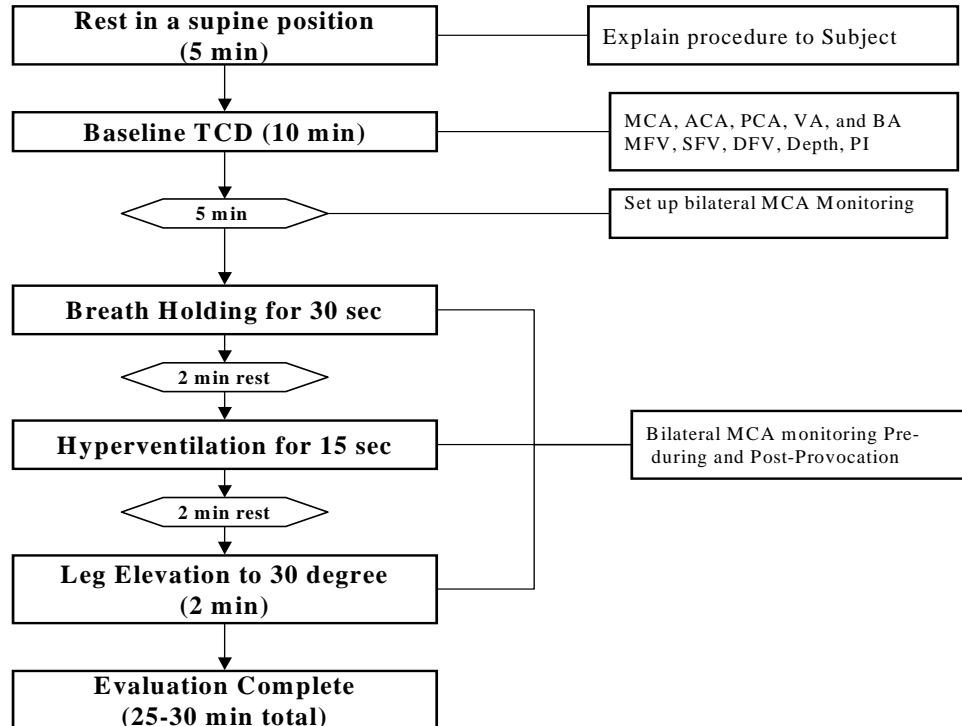 Rest in a supine position
(5 min)
Explain procedure to Subject
Baseline TCD (10 min)
MCA, ACA, PCA, VA, and BA
MFV, SFV, DFV, Depth, PI
5 min
Set up bilateral MCA Monitoring
Breath Holding for 30 sec
2 min rest
Hyperventilation for 15 sec
Bilateral MCA monitoring Pre-
during and Post-Provocation
2 min rest
Leg Elevation to 30 degree
(2 min)
Evaluation Complete
(25-30 min total)